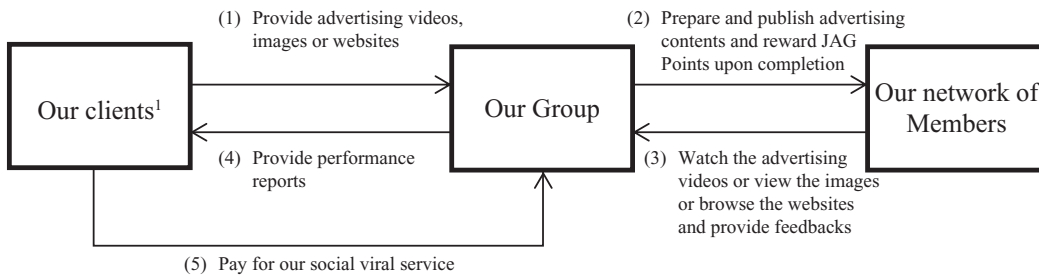 (1) Provide advertising videos,
images or websites
(2) Prepare and publish advertising
contents and reward JAG
Points upon completion
Our clients¹
Our Group
Our network of
Members
(4) Provide performance
reports
(3) Watch the advertising
videos or view the images
or browse the websites
and provide feedbacks
(5) Pay for our social viral service